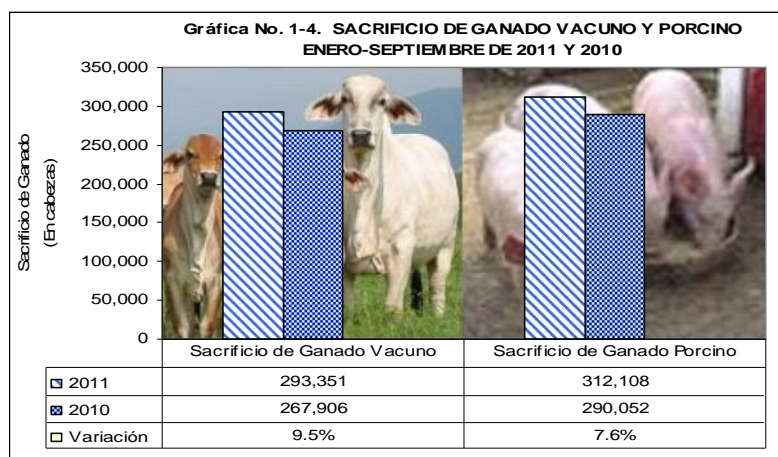 Gráfica No. 1-4. SACRIFICIO DE GANADO VACUNO Y PORCINO
ENERO-SEPTIEMBRE DE 2011 Y 2010
Sacrificio de Ganado
(En cabezas)
350,000
300,000
250,000
200,000
150,000
100,000
50,000
0
Sacrificio de Ganado Vacuno Sacrificio de Ganado Porcino
2011 293,351 312,108
2010 267,906 290,052
Variación 9.5% 7.6%